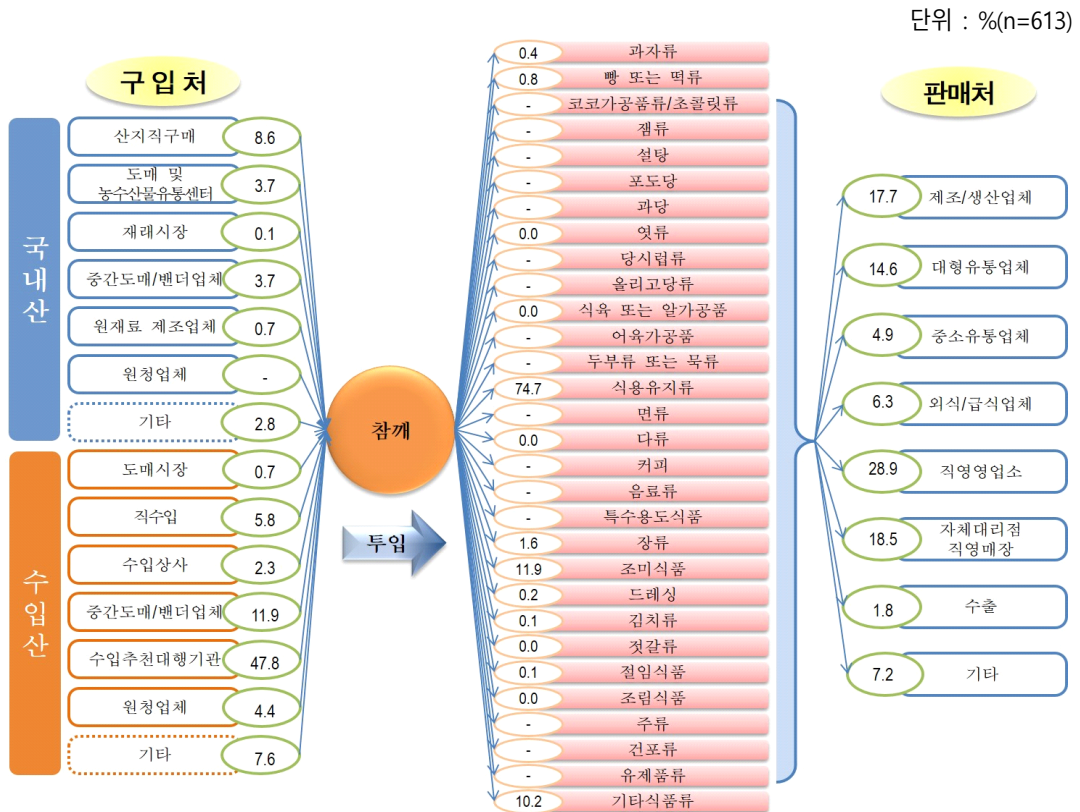 단위 : %(n=613)
구입처
국내산
산지직구매 8.6
도매 및
농수산물유통센터 3.7
재래시장 0.1
중간도매/밴더업체 3.7
원재료 제조업체 0.7
원청업체 -
기타 2.8
수입산
도매시장 0.7
직수입 5.8
수입상사 2.3
중간도매/밴더업체 11.9
수입추천대행기관 47.8
원청업체 4.4
기타 7.6
참깨
투입
0.4 과자류
0.8 빵 또는 떡류
- 코코가공품류/초콜릿류
- 잼류
- 설탕
- 포도당
- 과당
0.0 엿류
- 당시럽류
- 올리고당류
0.0 식육 또는 알가공품
- 어육가공품
- 두부류 또는 묵류
74.7 식용유지류
- 면류
0.0 다류
- 커피
- 음료류
- 특수용도식품
1.6 장류
11.9 조미식품
0.2 드레싱
0.1 김치류
0.0 젓갈류
0.1 절임식품
0.0 조림식품
- 주류
- 건포류
- 유제품류
10.2 기타식품류
판매처
17.7 제조/생산업체
14.6 대형유통업체
4.9 중소유통업체
6.3 외식/급식업체
28.9 직영영업소
18.5 자체대리점
직영매장
1.8 수출
7.2 기타